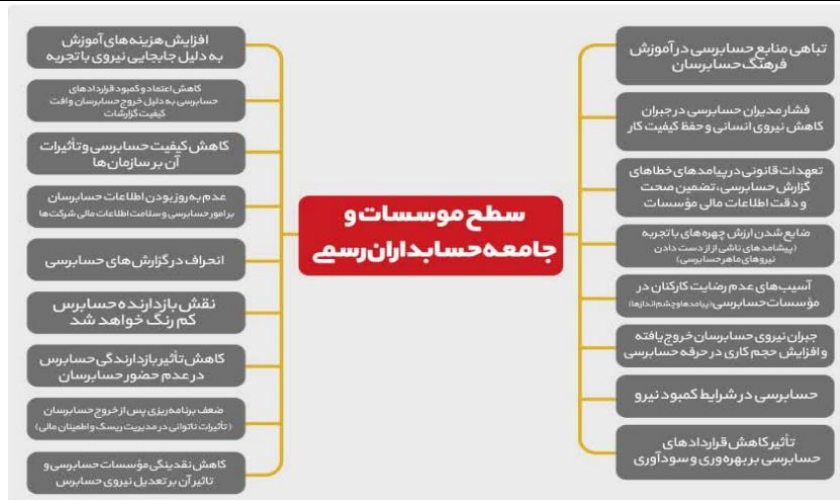 تباهی منابع حسابرسی در آموزش
فرهنگ حسابرسان
فشار مدیران حسابرسی در جبران
کاهش نیروی انسانی و حفظ کیفیت کار
تعهدات قانونی در پیامدهای خطاهای
گزارش حسابرسی، تضمین صحت
و دقت اطلاعات مالی مؤسسات
ضایع شدن ارزش چهره‌های با تجربه
(پیشامدهای ناشی از از دست دادن
نیروهای ماهر حسابرسی)
آسیب‌های عدم رضایت کارکنان در
مؤسسات حسابرسی (پیامدها و چشم‌اندازها)
جبران نیروی حسابرسان خروج یافته
و افزایش حجم کاری در حرفه حسابرسی
حسابرسی در شرایط کمبود نیرو
تأثیر کاهش قراردادهای
حسابرسی بر بهره‌وری و سودآوری
سطح موسسات و
جامعه حسابداران رسمی
افزایش هزینه‌های آموزش
به دلیل جابجایی نیروی با تجربه
کاهش اعتماد و کمبود قراردادهای
حسابرسی به دلیل خروج حسابرسان و افت
کیفیت گزارشات
کاهش کیفیت حسابرسی و تأثیرات
آن بر سازمان‌ها
عدم به‌روز بودن اطلاعات حسابرسان
بر امور حسابرسی و سلامت اطلاعات مالی شرکت‌ها
انحراف در گزارش‌های حسابرسی
نقش بازدارنده حسابرس
کم رنگ خواهد شد
کاهش تأثیر بازدارندگی حسابرس
در عدم حضور حسابرسان
ضعف برنامه‌ریزی پس از خروج حسابرسان
(تأثیرات ناتوانی در مدیریت ریسک و اطمینان مالی)
کاهش نقدینگی مؤسسات حسابرسی و
تاثیر آن بر تعدیل نیروی حسابرس